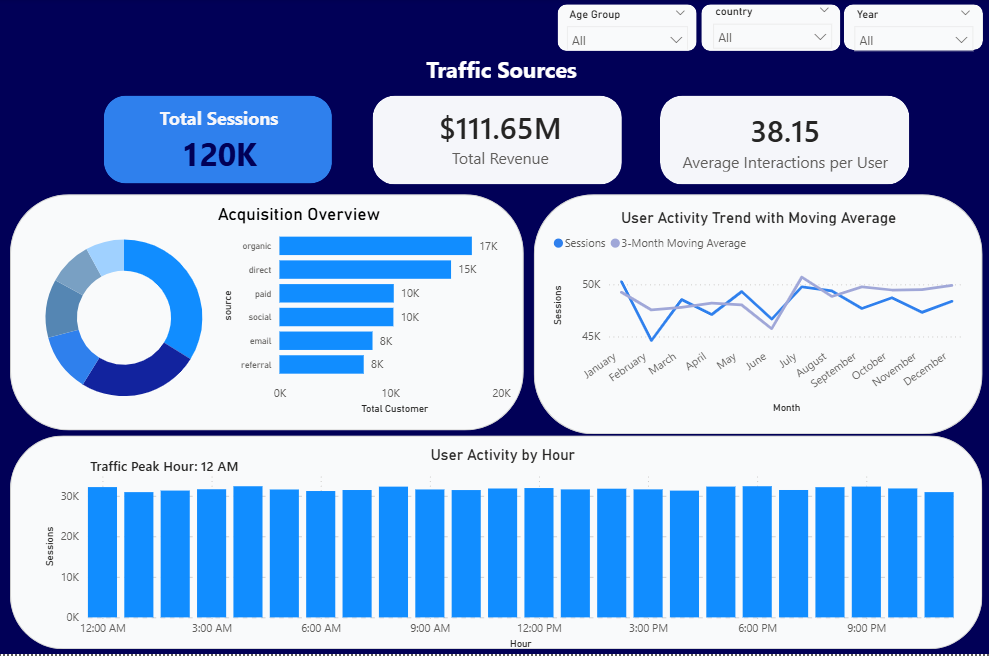 Age Group
All
country
All
Year
All
Traffic Sources
Total Sessions
120K
$111.65M
Total Revenue
38.15
Average Interactions per User
Acquisition Overview
source
organic 17K
direct 15K
paid 10K
social 10K
email 8K
referral 8K
0K 10K 20K
Total Customer
User Activity Trend with Moving Average
Sessions 3-Month Moving Average
Sessions
50K
45K
January February March April May June July August September October November December
Month
User Activity by Hour
Traffic Peak Hour: 12 AM
Sessions
30K
20K
10K
0K
12:00 AM 3:00 AM 6:00 AM 9:00 AM 12:00 PM 3:00 PM 6:00 PM 9:00 PM
Hour